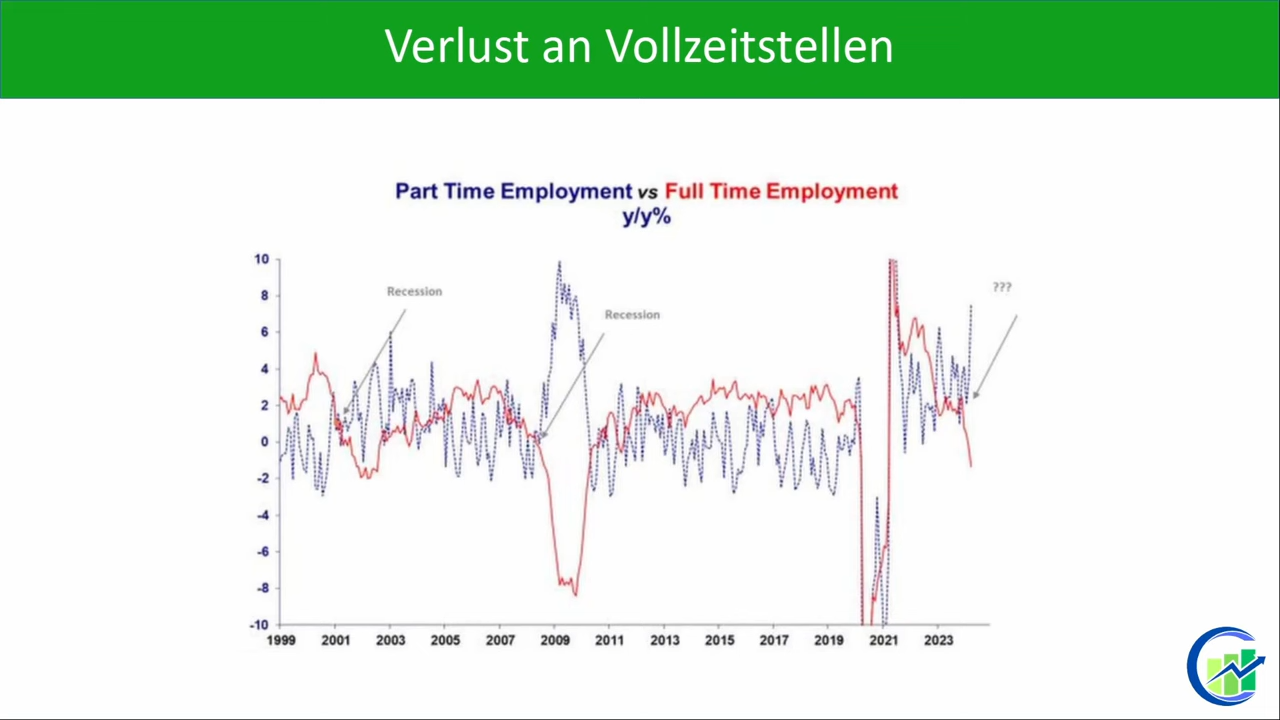 Verlust an Vollzeitstellen
Part Time Employment vs Full Time Employment
y/y%
10
8
6
4
2
0
-2
-4
-6
-8
-10
Recession
Recession
???
1999 2001 2003 2005 2007 2009 2011 2013 2015 2017 2019 2021 2023